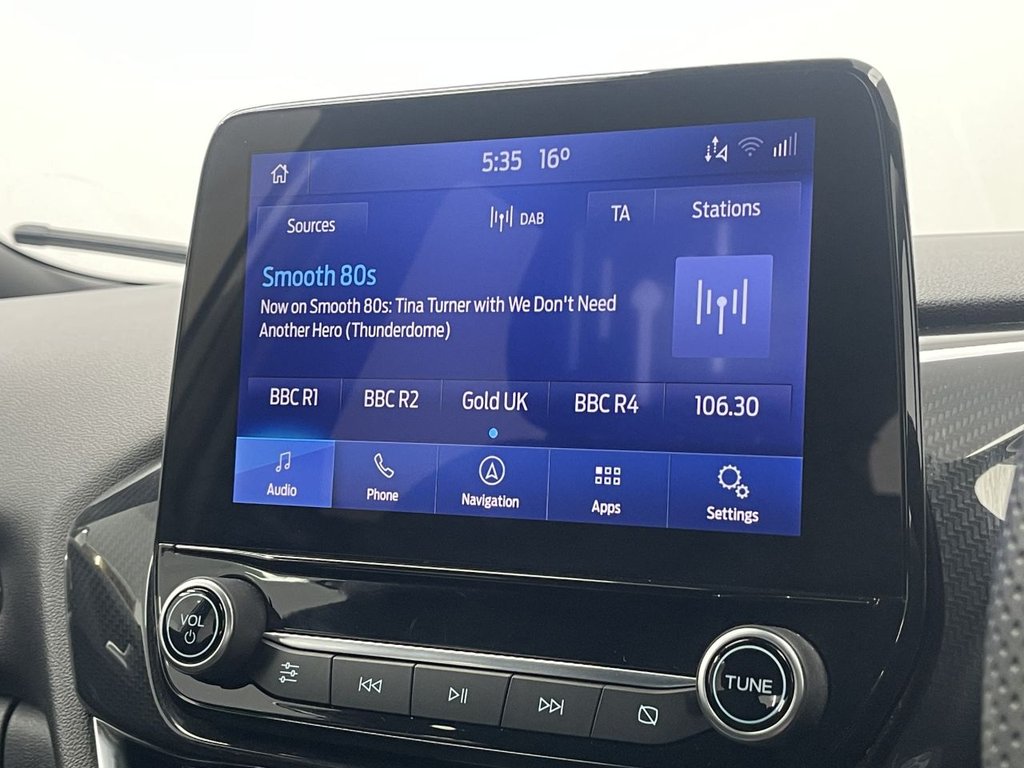 5:35 16º
Sources
DAB
TA
Stations
Smooth 80s
Now on Smooth 80s: Tina Turner with We Don't Need
Another Hero (Thunderdome)
BBC R1
BBC R2
Gold UK
BBC R4
106.30
Audio
Phone
Navigation
Apps
Settings
VOL
TUNE